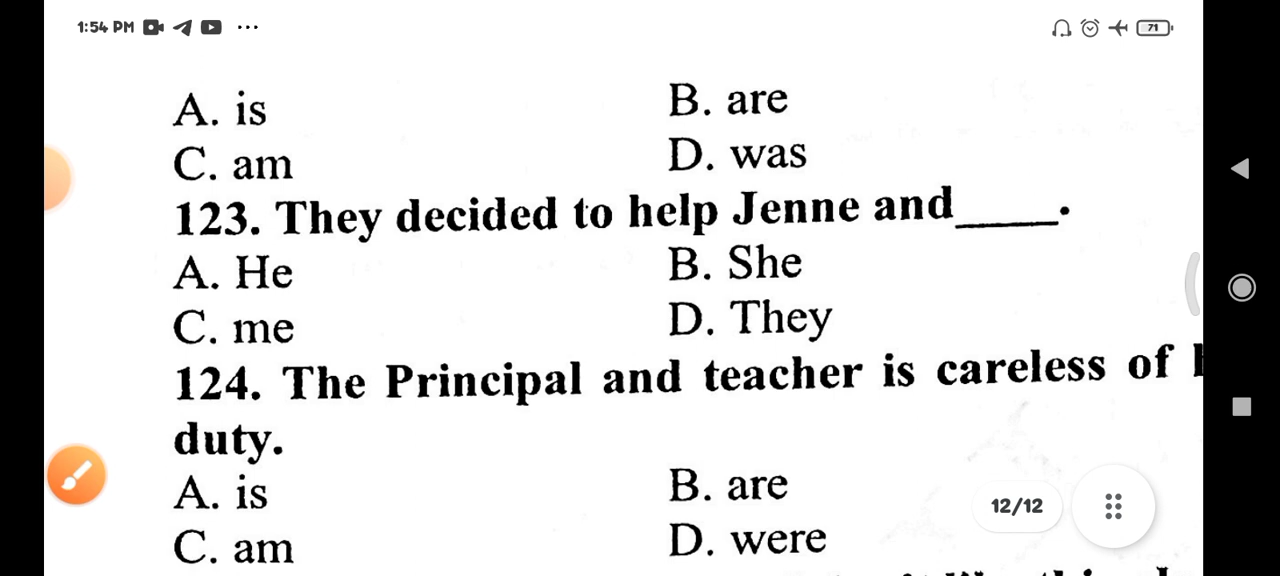 1:54 PM ...
71
A. is B. are
C. am D. was
123. They decided to help Jenne and____.
A. He B. She
C. me D. They
124. The Principal and teacher is careless of
duty.
A. is B. are
12/12
C. am D. were